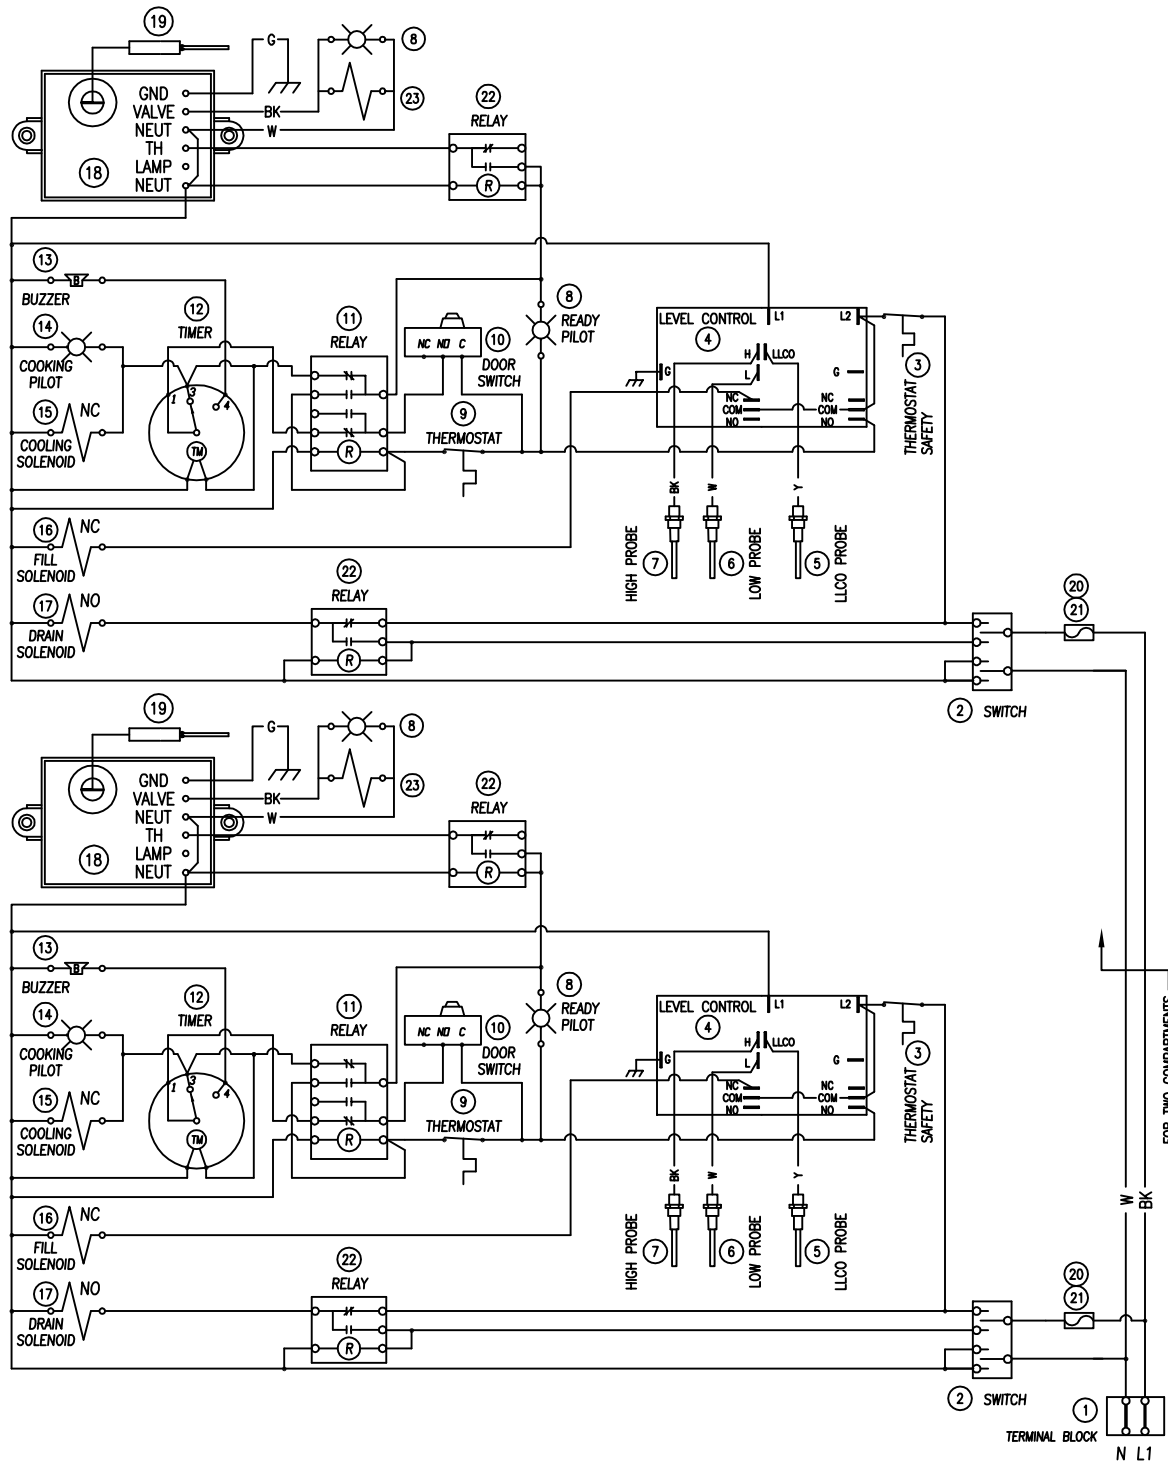 19
G
8
GND
VALVE
BK
23
22
NEUT
W
RELAY
TH
18
LAMP
NEUT
R
13
B
BUZZER
12
TIMER
8
READY
PILOT
14
COOKING
PILOT
11
RELAY
NC NO C
10
DOOR
SWITCH
LEVEL CONTROL
L1
L2
4
H
LLCO
L
G
G
3
THERMOSTAT
SAFETY
1
3
4
15
NC
COOLING
SOLENOID
TM
R
9
THERMOSTAT
NC
COM
NO
NC
COM
NO
BK
W
Y
16
NC
FILL
SOLENOID
HIGH PROBE
7
6
LOW PROBE
5
LLCO PROBE
17
NO
DRAIN
SOLENOID
22
RELAY
R
20
21
2
SWITCH
19
G
8
GND
VALVE
BK
23
22
NEUT
W
RELAY
TH
18
LAMP
NEUT
R
13
B
BUZZER
12
TIMER
8
READY
PILOT
14
COOKING
PILOT
11
RELAY
NC NO C
10
DOOR
SWITCH
LEVEL CONTROL
L1
L2
4
H
LLCO
L
G
G
3
THERMOSTAT
SAFETY
FOR TWO COMPARTMENTS
1
3
4
15
NC
COOLING
SOLENOID
TM
R
9
THERMOSTAT
NC
COM
NO
NC
COM
NO
BK
W
Y
W
BK
16
NC
FILL
SOLENOID
HIGH PROBE
7
6
LOW PROBE
5
LLCO PROBE
17
NO
DRAIN
SOLENOID
22
RELAY
R
20
21
2
SWITCH
1
TERMINAL BLOCK
N L1